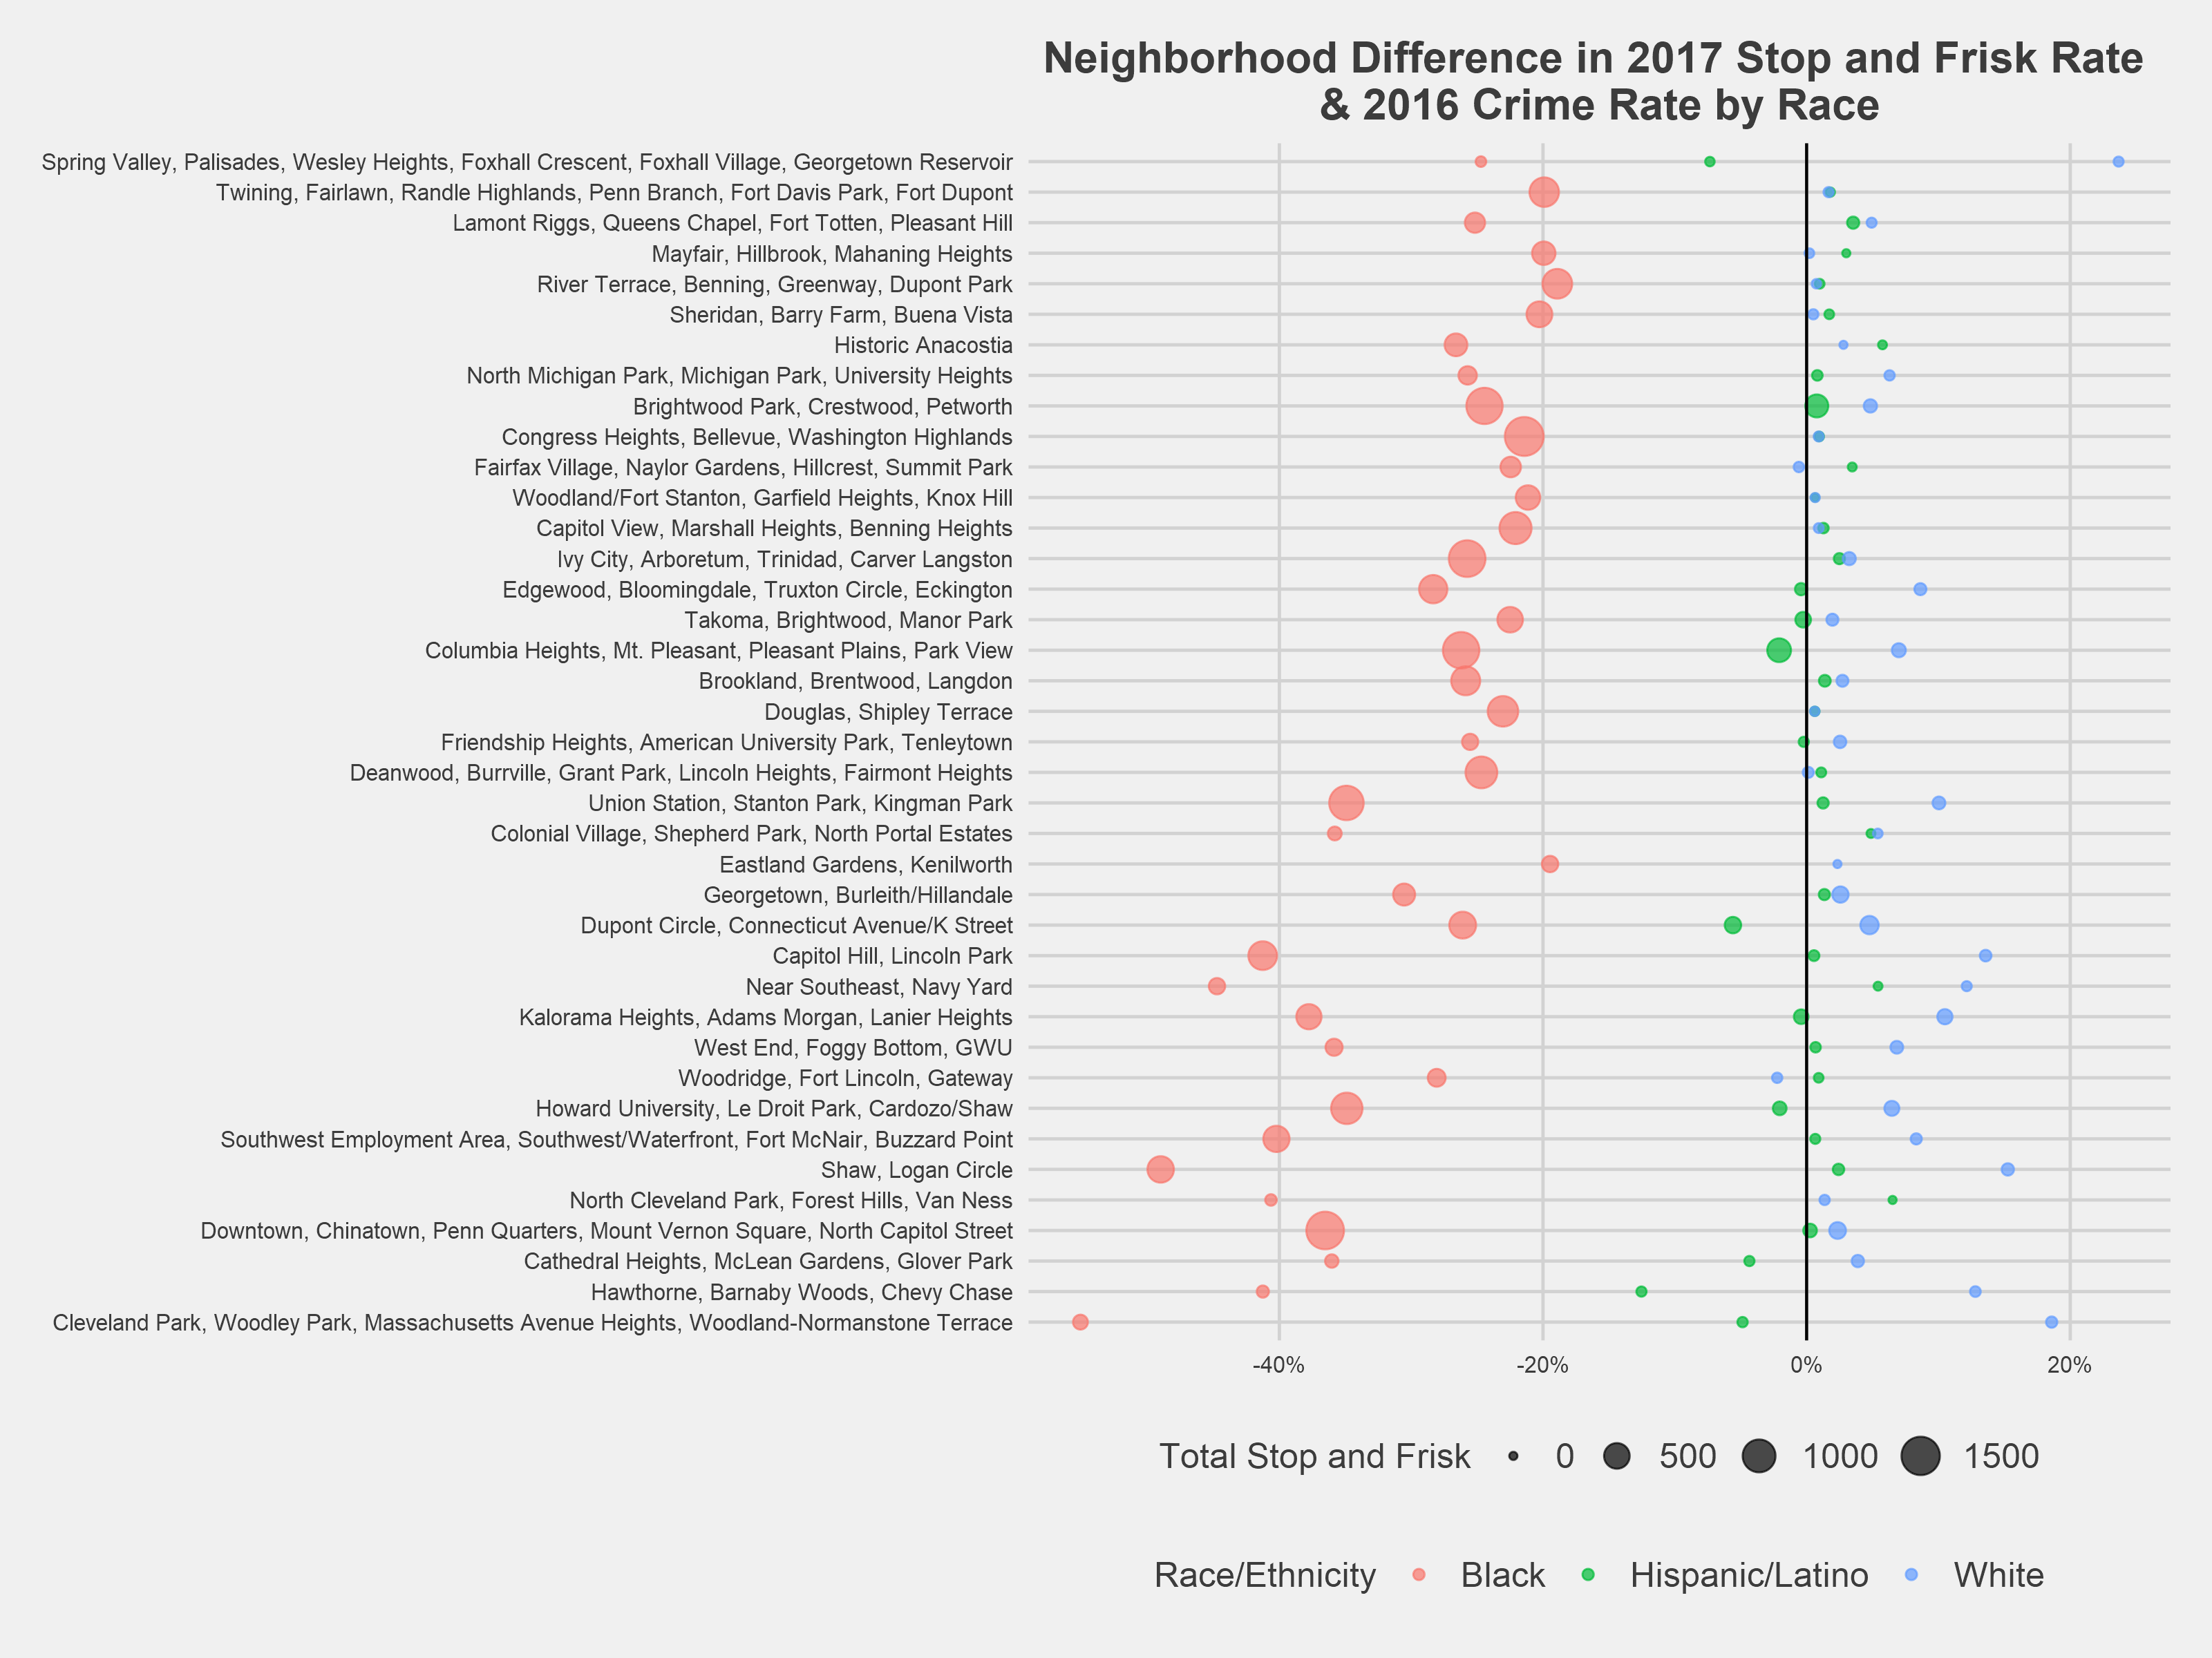 Neighborhood Difference in 2017 Stop and Frisk Rate
& 2016 Crime Rate by Race
Spring Valley, Palisades, Wesley Heights, Foxhall Crescent, Foxhall Village, Georgetown Reservoir
Twining, Fairlawn, Randle Highlands, Penn Branch, Fort Davis Park, Fort Dupont
Lamont Riggs, Queens Chapel, Fort Totten, Pleasant Hill
Mayfair, Hillbrook, Mahaning Heights
River Terrace, Benning, Greenway, Dupont Park
Sheridan, Barry Farm, Buena Vista
Historic Anacostia
North Michigan Park, Michigan Park, University Heights
Brightwood Park, Crestwood, Petworth
Congress Heights, Bellevue, Washington Highlands
Fairfax Village, Naylor Gardens, Hillcrest, Summit Park
Woodland/Fort Stanton, Garfield Heights, Knox Hill
Capitol View, Marshall Heights, Benning Heights
Ivy City, Arboretum, Trinidad, Carver Langston
Edgewood, Bloomingdale, Truxton Circle, Eckington
Takoma, Brightwood, Manor Park
Columbia Heights, Mt. Pleasant, Pleasant Plains, Park View
Brookland, Brentwood, Langdon
Douglas, Shipley Terrace
Friendship Heights, American University Park, Tenleytown
Deanwood, Burrville, Grant Park, Lincoln Heights, Fairmont Heights
Union Station, Stanton Park, Kingman Park
Colonial Village, Shepherd Park, North Portal Estates
Eastland Gardens, Kenilworth
Georgetown, Burleith/Hillandale
Dupont Circle, Connecticut Avenue/K Street
Capitol Hill, Lincoln Park
Near Southeast, Navy Yard
Kalorama Heights, Adams Morgan, Lanier Heights
West End, Foggy Bottom, GWU
Woodridge, Fort Lincoln, Gateway
Howard University, Le Droit Park, Cardozo/Shaw
Southwest Employment Area, Southwest/Waterfront, Fort McNair, Buzzard Point
Shaw, Logan Circle
North Cleveland Park, Forest Hills, Van Ness
Downtown, Chinatown, Penn Quarters, Mount Vernon Square, North Capitol Street
Cathedral Heights, McLean Gardens, Glover Park
Hawthorne, Barnaby Woods, Chevy Chase
Cleveland Park, Woodley Park, Massachusetts Avenue Heights, Woodland-Normanstone Terrace
-40% -20% 0% 20%
Total Stop and Frisk 0 500 1000 1500
Race/Ethnicity Black Hispanic/Latino White